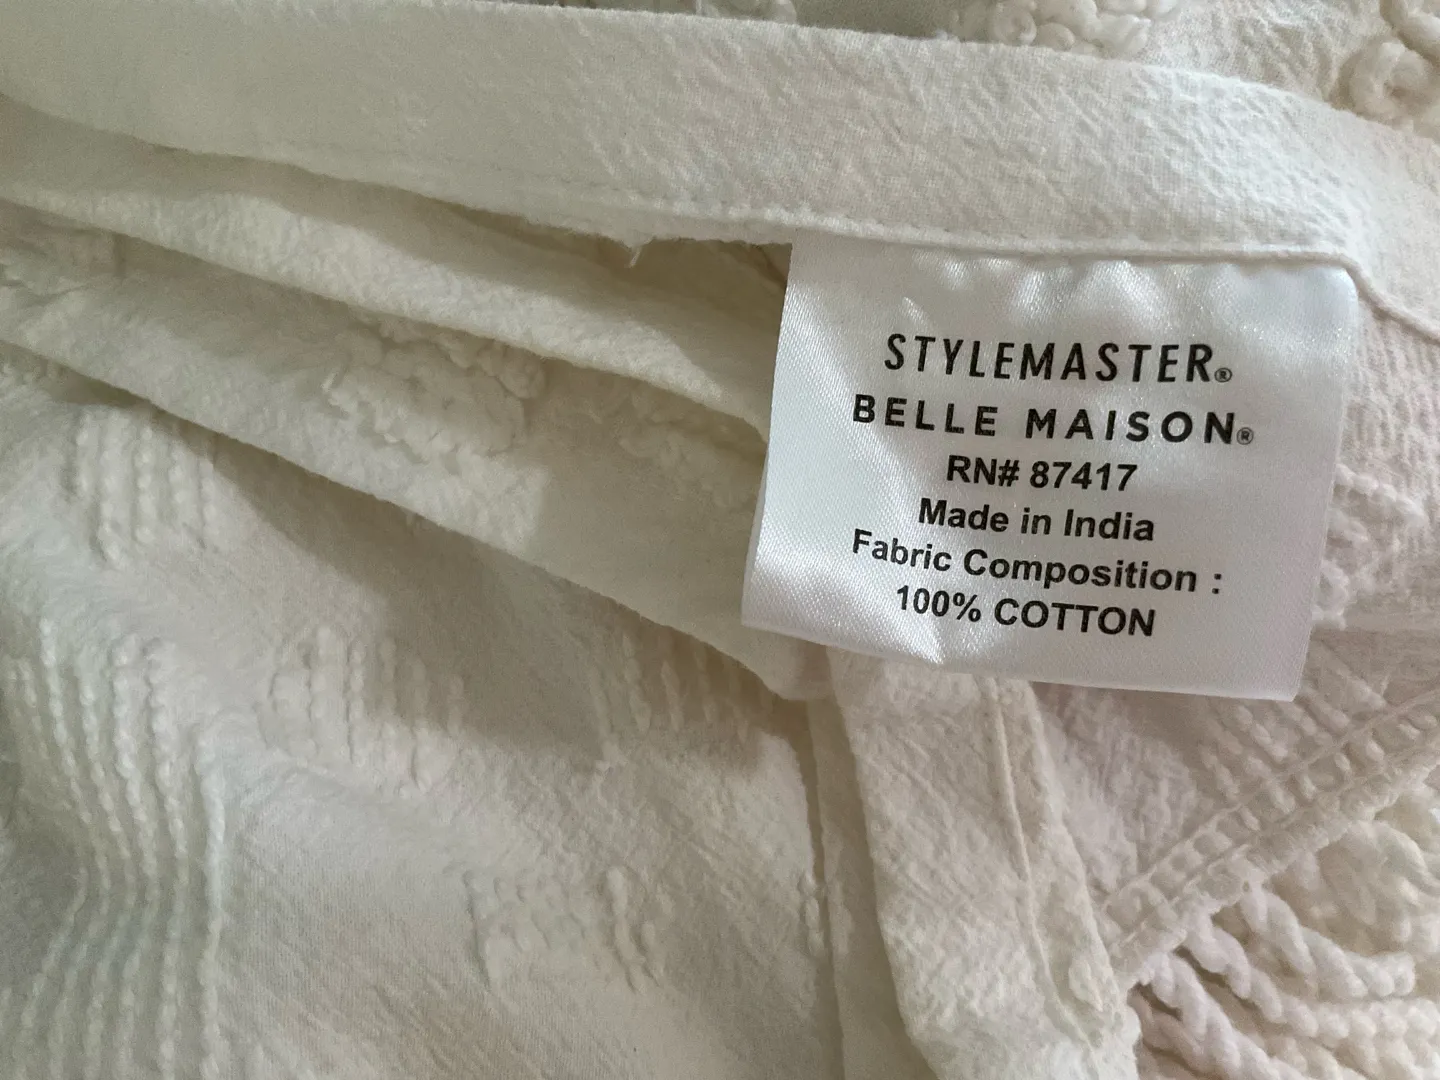 STYLEMASTER®
BELLE MAISON®
RN# 87417
Made in India
Fabric Composition :
100% COTTON